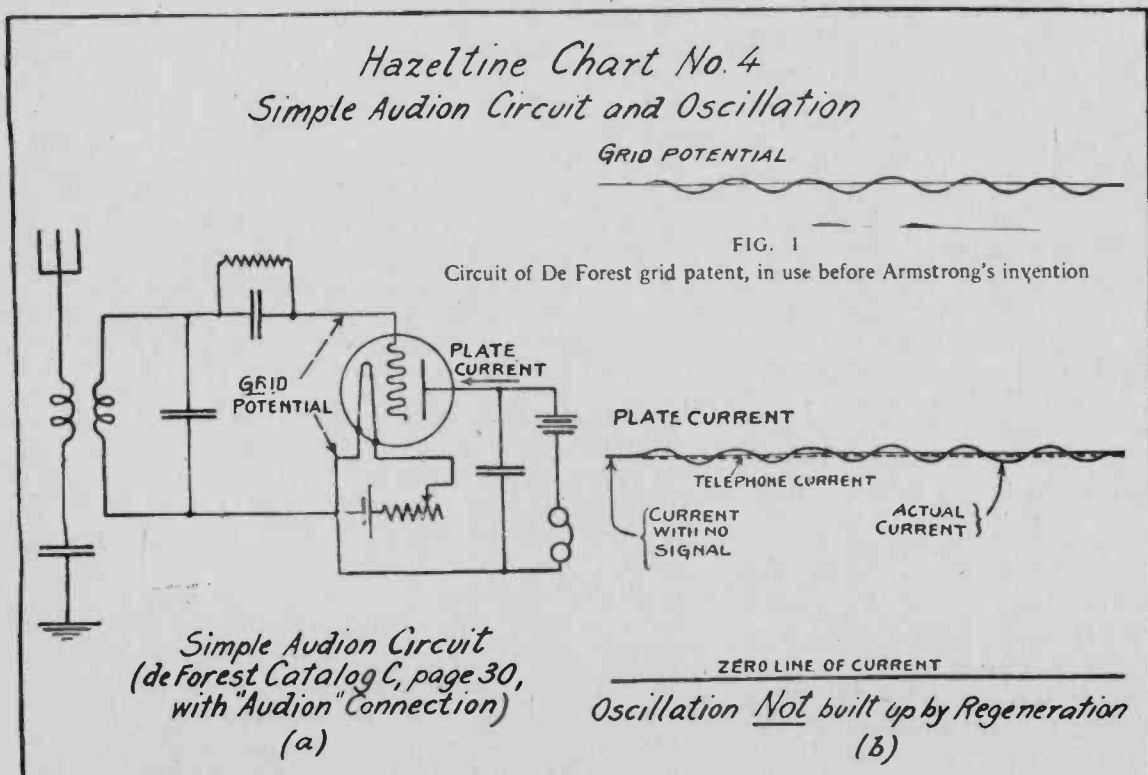 Hazeltine Chart No. 4
Simple Audion Circuit and Oscillation
GRID POTENTIAL
FIG. 1
Circuit of De Forest grid patent, in use before Armstrong's invention
GRID
POTENTIAL
PLATE
CURRENT
PLATE CURRENT
TELEPHONE CURRENT
CURRENT
WITH NO
SIGNAL
ACTUAL
CURRENT
Simple Audion Circuit
(de Forest Catalog C, page 30,
with "Audion" Connection)
(a)
ZERO LINE OF CURRENT
Oscillation Not built up by Regeneration
(b)